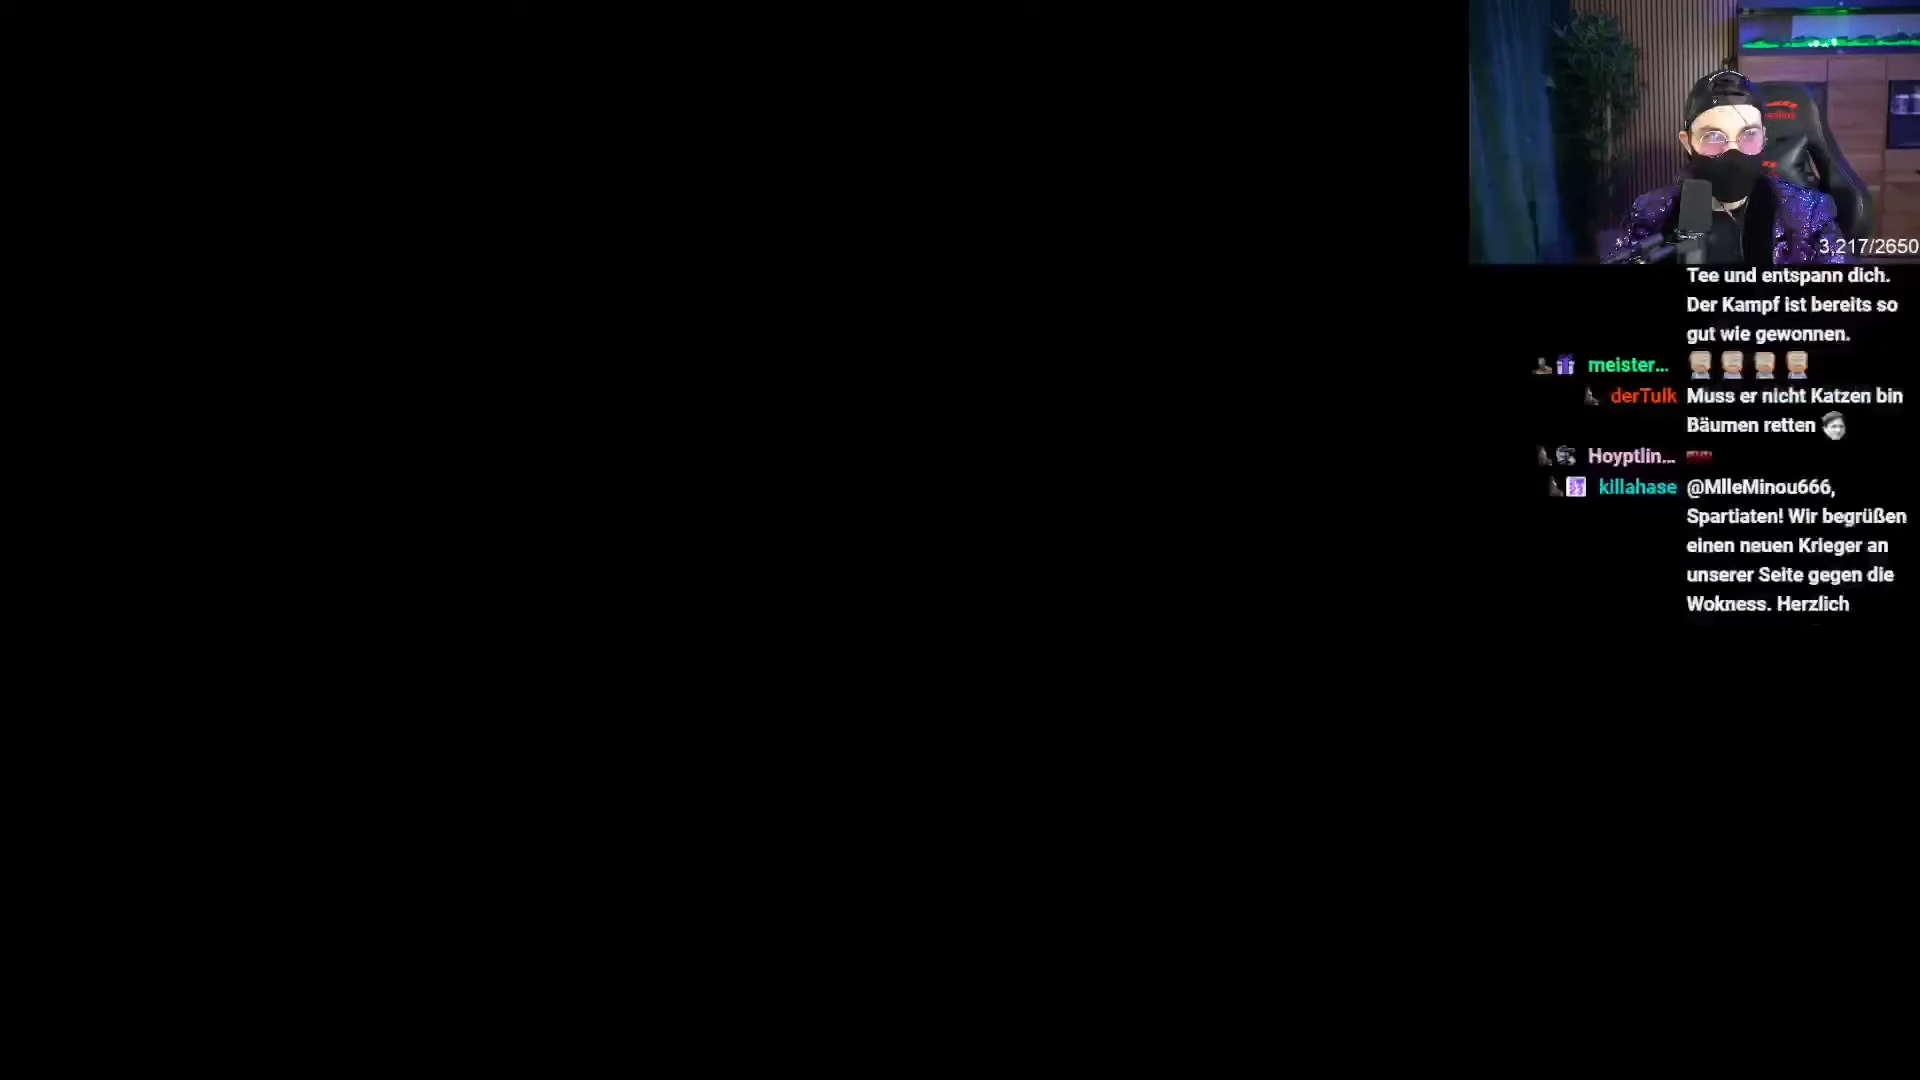 3,217/2650
Tee und entspann dich.
Der Kampf ist bereits so
gut wie gewonnen.
meister...
derTulk Muss er nicht Katzen bin
Bäumen retten
Hoyptlin...
killahase @MlleMinou666,
Spartiaten! Wir begrüßen
einen neuen Krieger an
unserer Seite gegen die
Wokness. Herzlich